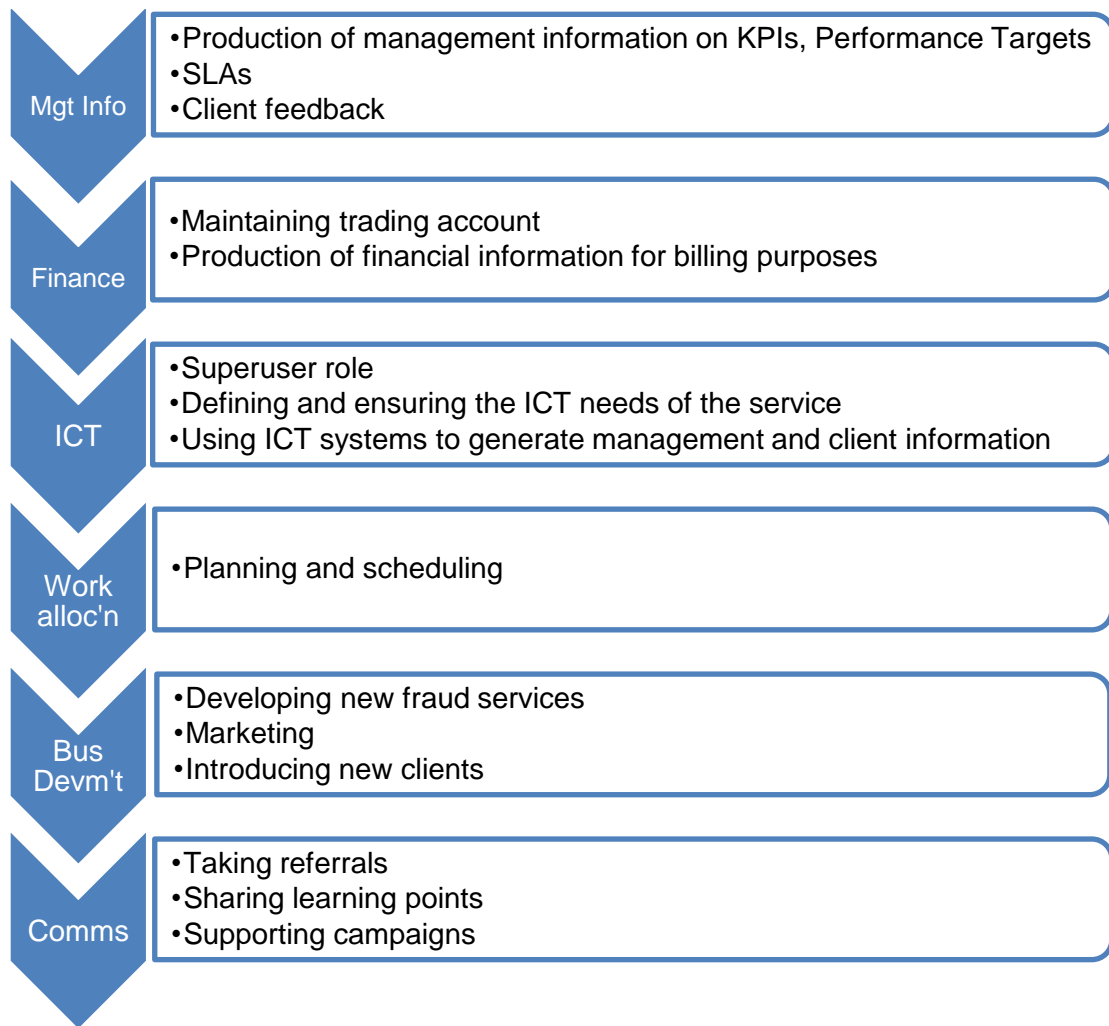 Mgt Info
•Production of management information on KPIs, Performance Targets
•SLAs
•Client feedback
Finance
•Maintaining trading account
•Production of financial information for billing purposes
ICT
•Superuser role
•Defining and ensuring the ICT needs of the service
•Using ICT systems to generate management and client information
Work
alloc'n
•Planning and scheduling
Bus
Devm't
•Developing new fraud services
•Marketing
•Introducing new clients
Comms
•Taking referrals
•Sharing learning points
•Supporting campaigns